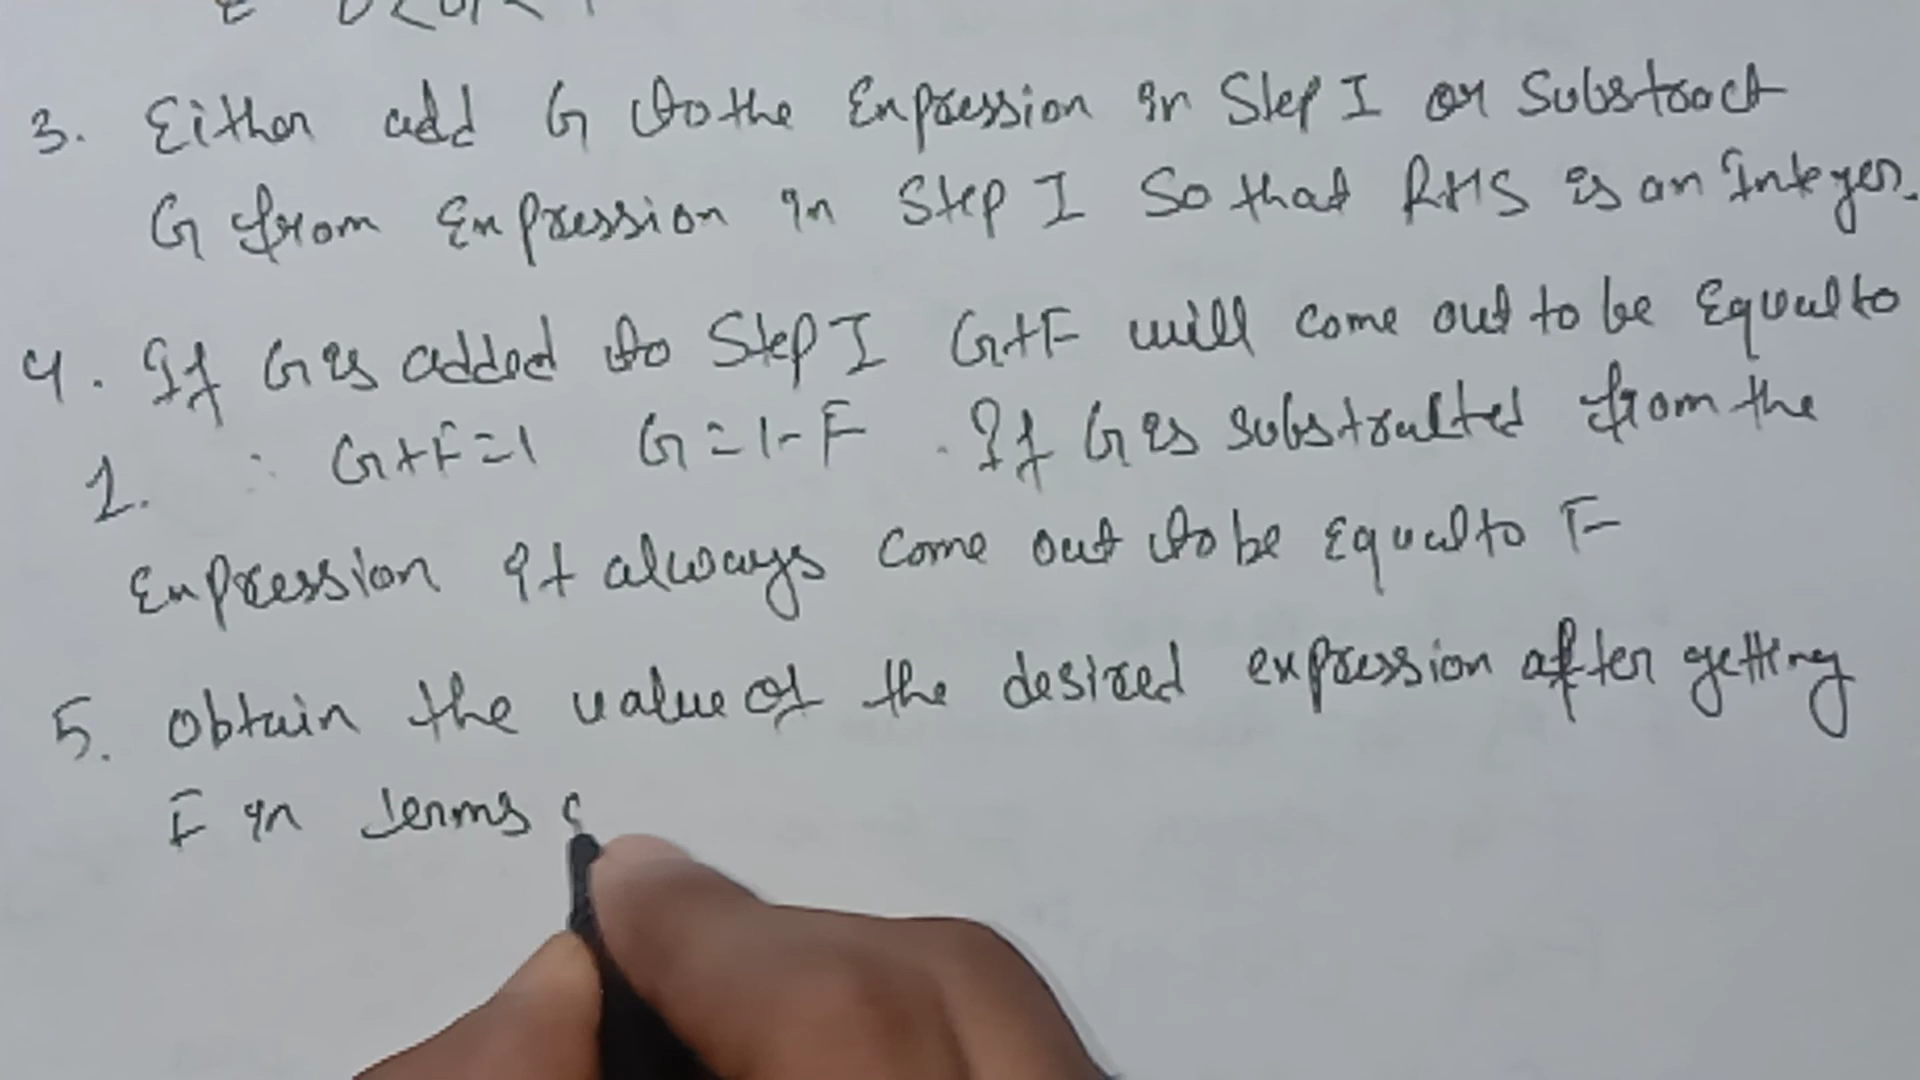 3. Either add G to the Expression in Step I or Substract
G from Expression in Step I So that RHS is an Integer.
4. If G is added to Step I G+F will come out to be Equal to
1. ∴ G+F=1 G=1-F. If G is substracted from the
Expression it always come out to be Equal to F
5. Obtain the value of the desired expression after getting
F in terms